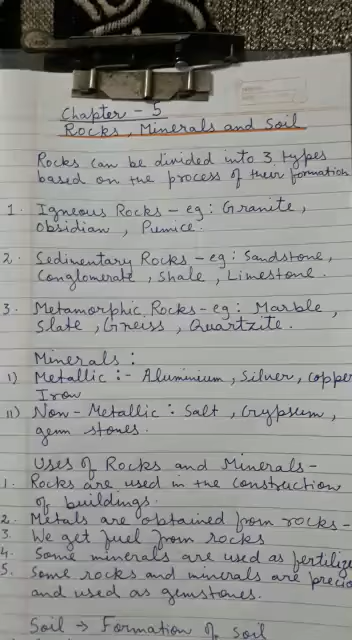 Chapter - 5
Rocks, Minerals and Soil
Rocks can be divided into 3 types
based on the process of their formation
1. Igneous Rocks - eg: Granite,
Obsidian, Pumice.
2. Sedimentary Rocks - eg: Sandstone,
Conglomerate, Shale, Limestone.
3. Metamorphic Rocks - eg: Marble,
Slate, Gneiss, Quartzite.
Minerals:
i) Metallic :- Aluminium, Silver, copper
Iron
ii) Non-Metallic: Salt, Gypsum,
gem stones.
Uses of Rocks and Minerals -
1. Rocks are used in the construction
of buildings.
2. Metals are obtained from rocks -
3. We get fuel from rocks
4. Some minerals are used as fertilize
5. Some rocks and minerals are precio
and used as gemstones.
Soil → Formation of soil